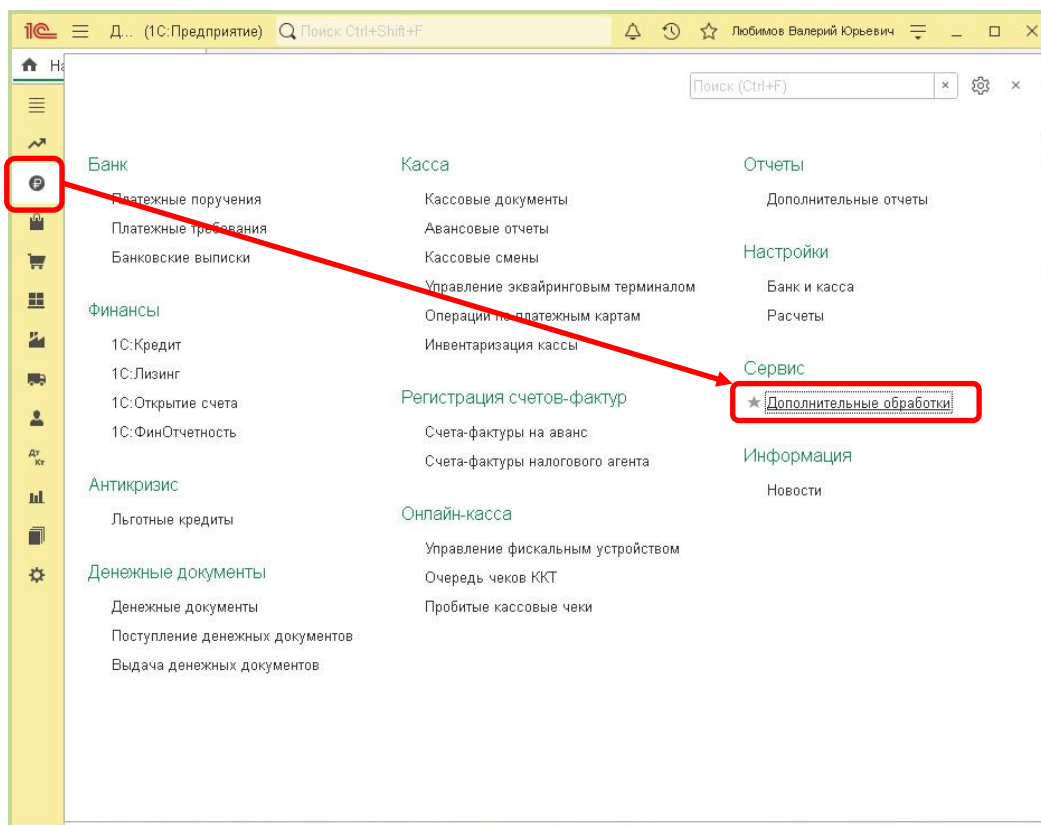 1С Д... (1С:Предприятие) Поиск Ctrl+Shift+F Любимов Валерий Юрьевич
Поиск (Ctrl+F)
Банк
Платежные поручения
Платежные требования
Банковские выписки
Финансы
1С:Кредит
1С:Лизинг
1С:Открытие счета
1С:ФинОтчетность
Антикризис
Льготные кредиты
Денежные документы
Денежные документы
Поступление денежных документов
Выдача денежных документов
Касса
Кассовые документы
Авансовые отчеты
Кассовые смены
Управление эквайринговым терминалом
Операции по платежным картам
Инвентаризация кассы
Регистрация счетов-фактур
Счета-фактуры на аванс
Счета-фактуры налогового агента
Онлайн-касса
Управление фискальным устройством
Очередь чеков ККТ
Пробитые кассовые чеки
Отчеты
Дополнительные отчеты
Настройки
Банк и касса
Расчеты
Сервис
Дополнительные обработки
Информация
Новости
Дт
Кт